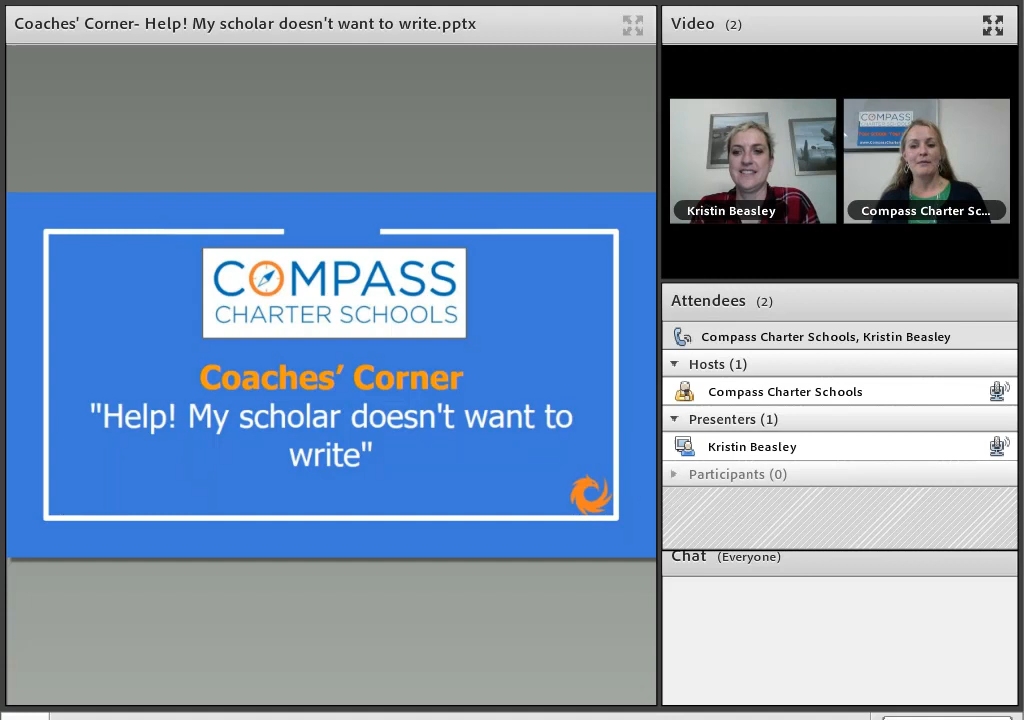 Coaches' Corner- Help! My scholar doesn't want to write.pptx
COMPASS
CHARTER SCHOOLS
Coaches’ Corner
"Help! My scholar doesn't want to
write"
Video (2)
COMPASS
Kristin Beasley
Compass Charter Sc...
Attendees (2)
Compass Charter Schools, Kristin Beasley
Hosts (1)
Compass Charter Schools
Presenters (1)
Kristin Beasley
Participants (0)
Chat (Everyone)